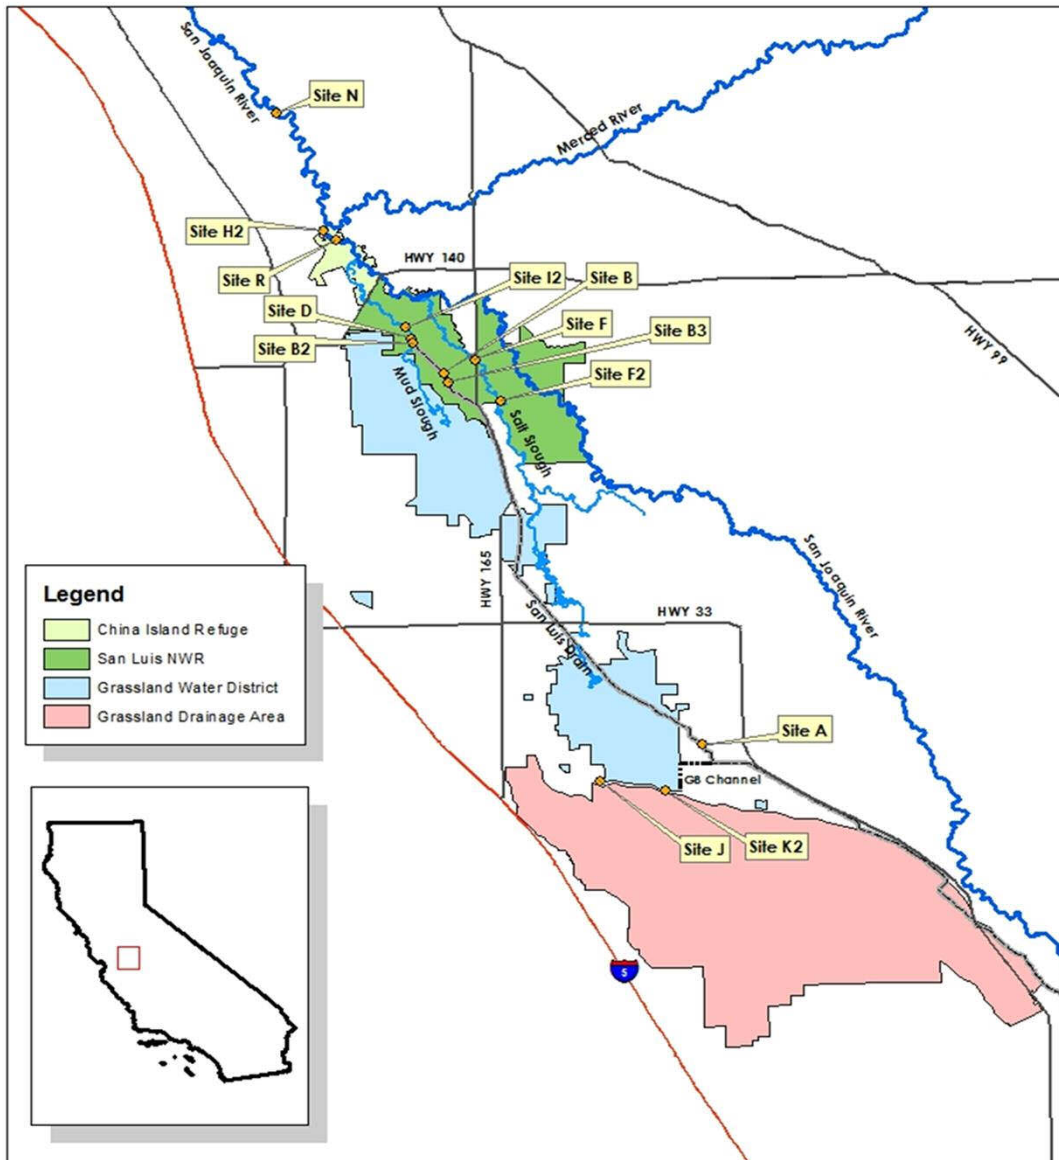 San Joaquin River
Site N
Merced River
Site H2
HWY 140
Site I2
Site B
Site R
Site D
Site F
Site B3
Site B2
HWY 99
Site F2
Mud Slough
Salt Slough
HWY 165
San Joaquin River
Legend
China Island Refuge
San Luis NWR
Grassland Water District
Grassland Drainage Area
HWY 33
San Luis Drain
Site A
GB Channel
Site J
Site K2
5